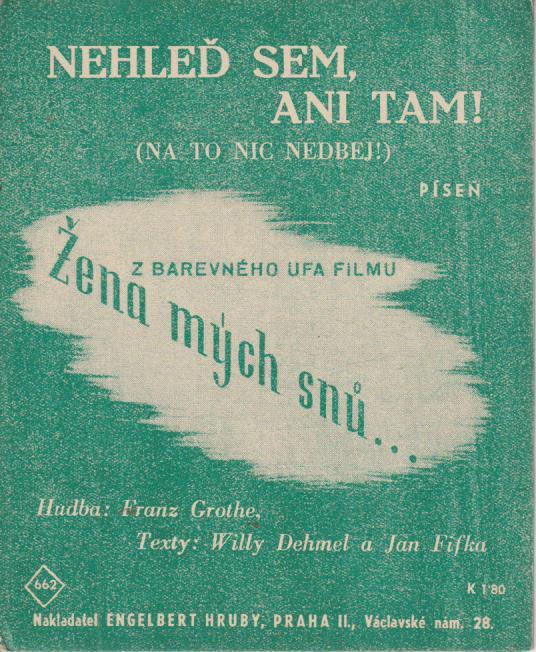 NEHLEĎ SEM,
ANI TAM!
(NA TO NIC NEDBEJ!)
PÍSEŇ
Z BAREVNÉHO UFA FILMU
Žena mých snů...
Hudba: Franz Grothe,
Texty: Willy Dehmel a Jan Fifka
662
K 1'80
Nakladatel ENGELBERT HRUBY, PRAHA II., Václavské nám. 28.